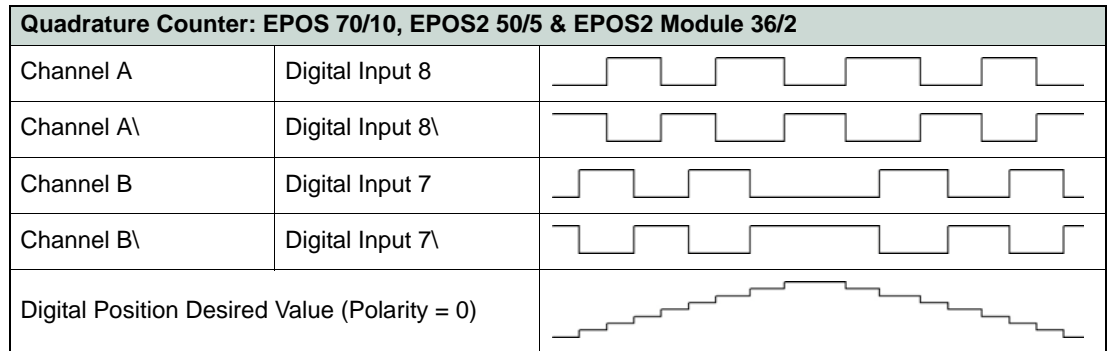 Quadrature Counter: EPOS 70/10, EPOS2 50/5 & EPOS2 Module 36/2
Channel A Digital Input 8
Channel A\ Digital Input 8\
Channel B Digital Input 7
Channel B\ Digital Input 7\
Digital Position Desired Value (Polarity = 0)